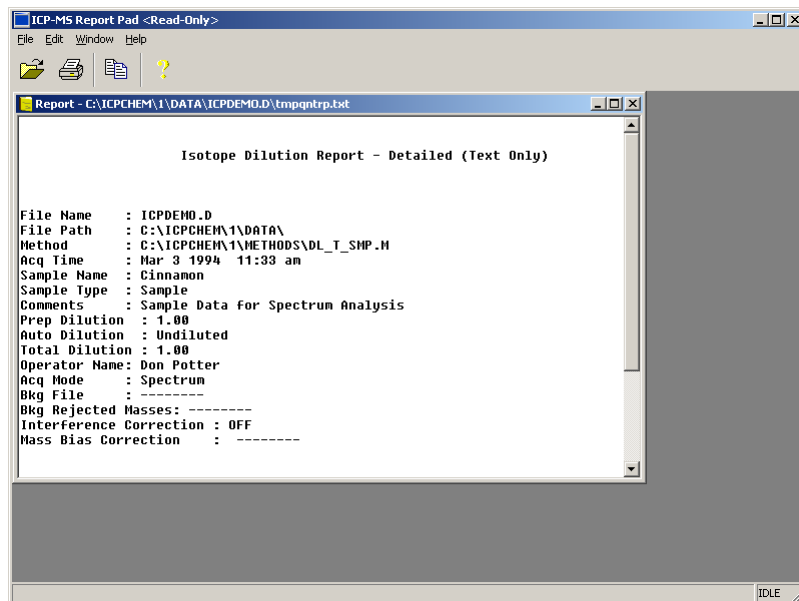 ICP-MS Report Pad <Read-Only>
File Edit Window Help
Report - C:\ICPCHEM\1\DATA\ICPDEMO.D\tmpqntrp.txt
Isotope Dilution Report - Detailed (Text Only)
File Name : ICPDEMO.D
File Path : C:\ICPCHEM\1\DATA\
Method : C:\ICPCHEM\1\METHODS\DL_T_SMP.M
Acq Time : Mar 3 1994 11:33 am
Sample Name : Cinnamon
Sample Type : Sample
Comments : Sample Data for Spectrum Analysis
Prep Dilution : 1.00
Auto Dilution : Undiluted
Total Dilution : 1.00
Operator Name: Don Potter
Acq Mode : Spectrum
Bkg File : --------
Bkg Rejected Masses: --------
Interference Correction : OFF
Mass Bias Correction : --------
IDLE